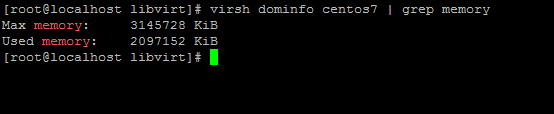 [root@localhost libvirt]# virsh dominfo centos7 | grep memory
Max memory:     3145728 KiB
Used memory:    2097152 KiB
[root@localhost libvirt]#